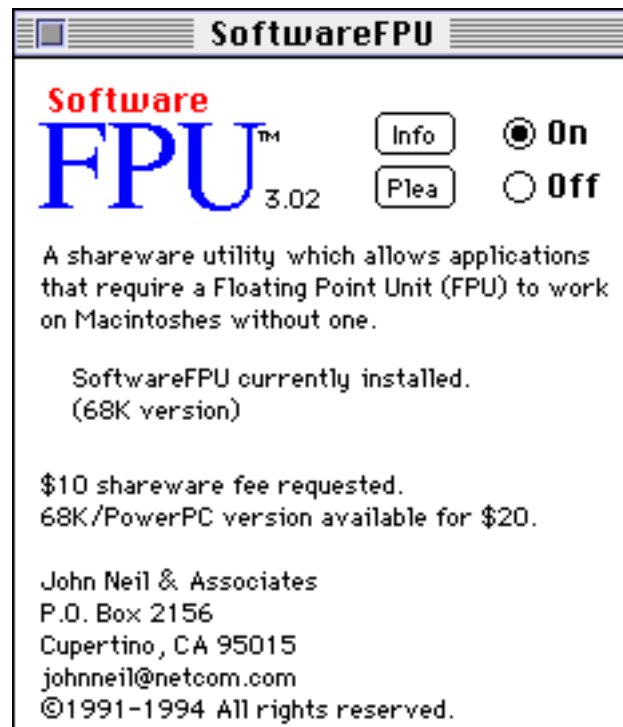 SoftwareFPU
Software
FPU™ 3.02
Info
On
Plea
Off
A shareware utility which allows applications
that require a Floating Point Unit (FPU) to work
on Macintoshes without one.
SoftwareFPU currently installed.
(68K version)
$10 shareware fee requested.
68K/PowerPC version available for $20.
John Neil & Associates
P.O. Box 2156
Cupertino, CA 95015
johnneil@netcom.com
©1991-1994 All rights reserved.